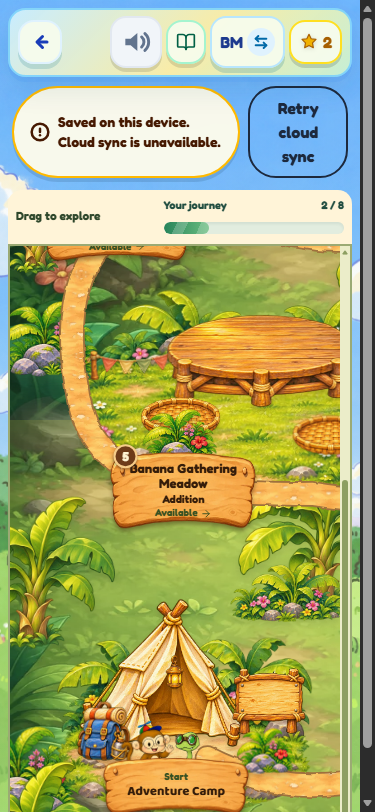 BM
2
Saved on this device.
Cloud sync is unavailable.
Retry
cloud
sync
Drag to explore
Your journey
2 / 8
Available →
5
Banana Gathering
Meadow
Addition
Available →
Start
Adventure Camp